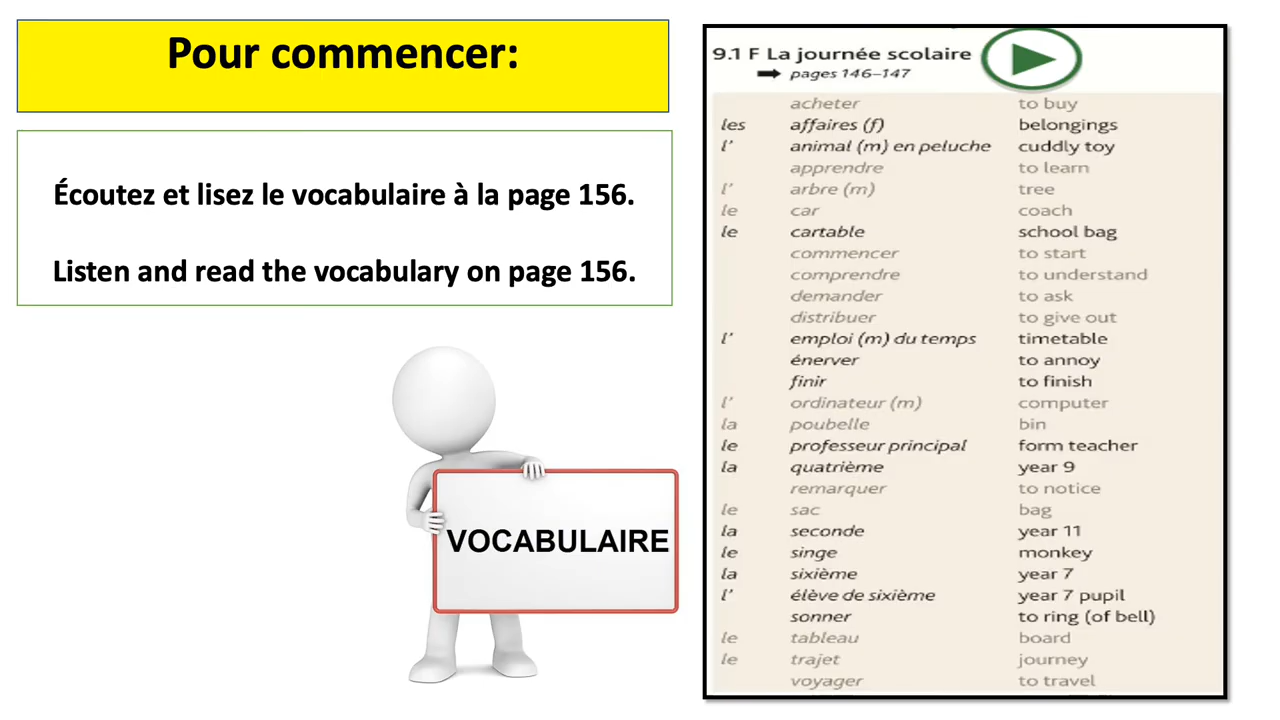 Pour commencer:
Écoutez et lisez le vocabulaire à la page 156.
Listen and read the vocabulary on page 156.
VOCABULAIRE
9.1 F La journée scolaire
➡ pages 146–147
acheter to buy
les affaires (f) belongings
l' animal (m) en peluche cuddly toy
apprendre to learn
l' arbre (m) tree
le car coach
le cartable school bag
commencer to start
comprendre to understand
demander to ask
distribuer to give out
l' emploi (m) du temps timetable
énerver to annoy
finir to finish
l' ordinateur (m) computer
la poubelle bin
le professeur principal form teacher
la quatrième year 9
remarquer to notice
le sac bag
la seconde year 11
le singe monkey
la sixième year 7
l' élève de sixième year 7 pupil
sonner to ring (of bell)
le tableau board
le trajet journey
voyager to travel